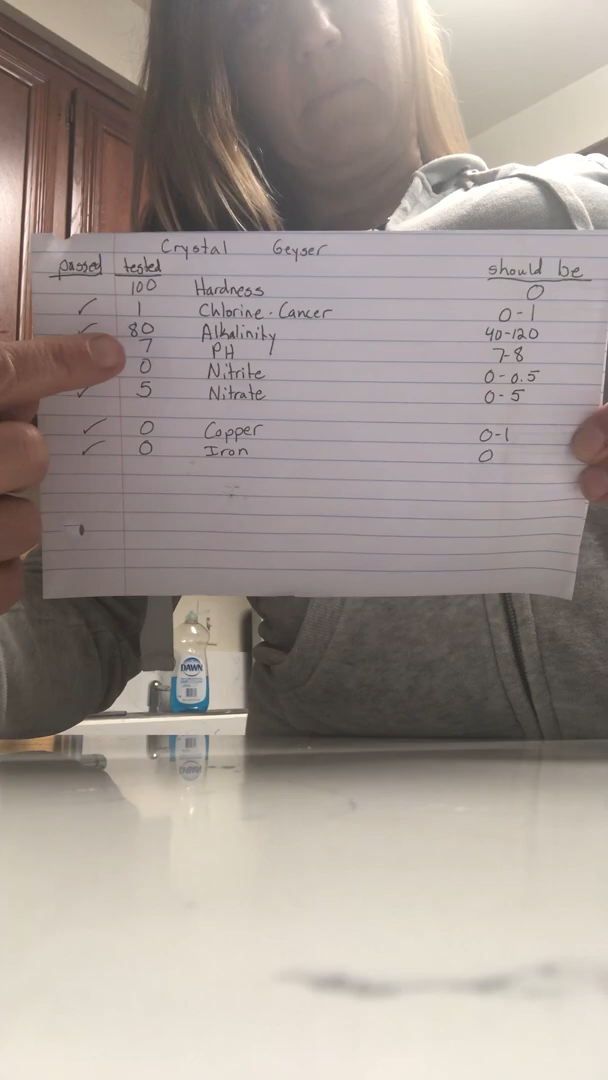 Crystal Geyser
passed tested should be
100 Hardness 0
✓ 1 Chlorine - Cancer 0-1
✓ 80 Alkalinity 40-120
7 PH 7-8
0 Nitrite 0-0.5
✓ 5 Nitrate 0-5
✓ 0 Copper 0-1
✓ 0 Iron 0
DAWN